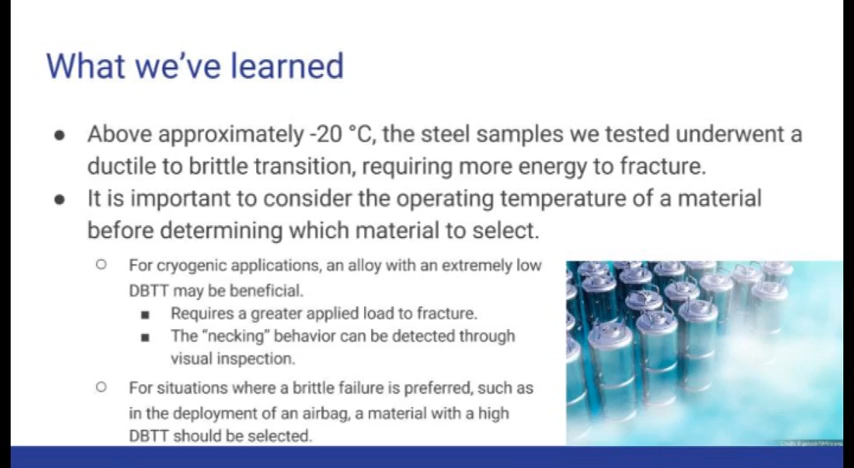 What we've learned
● Above approximately -20 °C, the steel samples we tested underwent a
ductile to brittle transition, requiring more energy to fracture.
● It is important to consider the operating temperature of a material
before determining which material to select.
○ For cryogenic applications, an alloy with an extremely low
DBTT may be beneficial.
■ Requires a greater applied load to fracture.
■ The “necking” behavior can be detected through
visual inspection.
○ For situations where a brittle failure is preferred, such as
in the deployment of an airbag, a material with a high
DBTT should be selected.